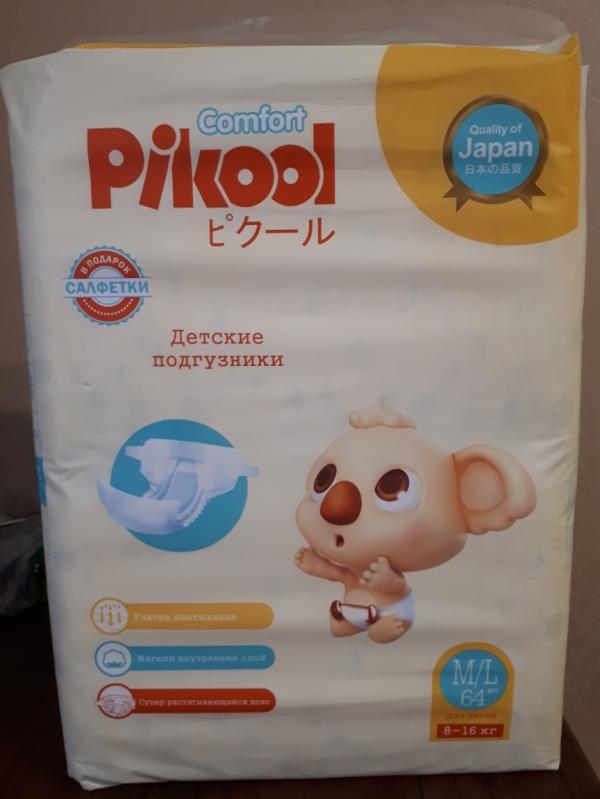 Comfort
Pikool
ピクール
Quality of
Japan
日本の品質
В ПОДАРОК
САЛФЕТКИ
Детские
подгузники
Ультра впитывание
Мягкий внутренний слой
Супер растягивающийся пояс
M/L
64 шт
Для детей
8-16 кг